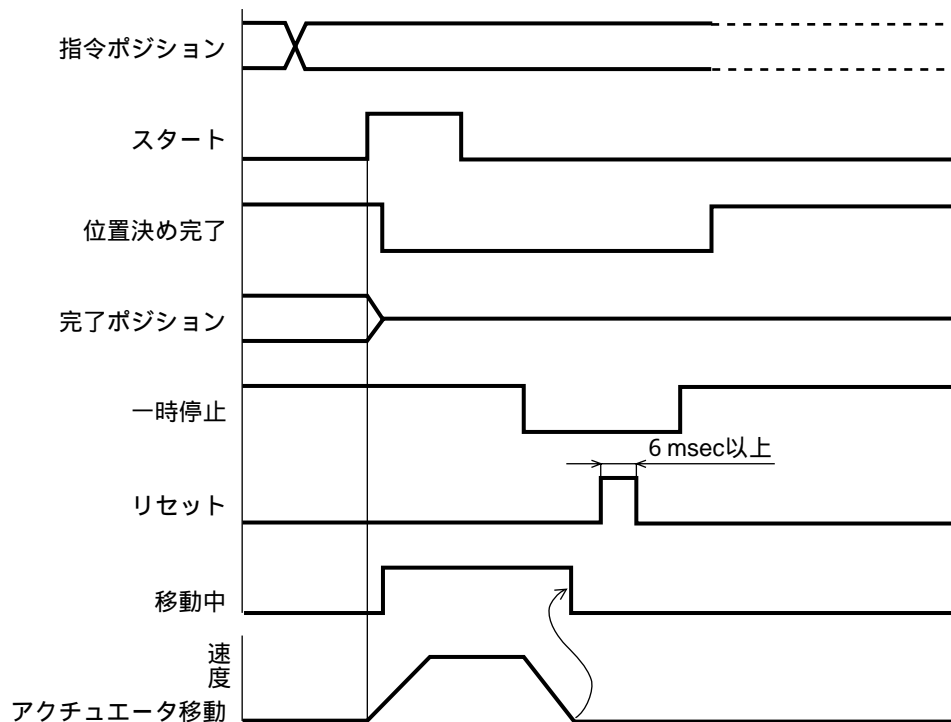 指令ポジション
スタート
位置決め完了
完了ポジション
一時停止
6 msec以上
リセット
移動中
速
度
アクチュエータ移動